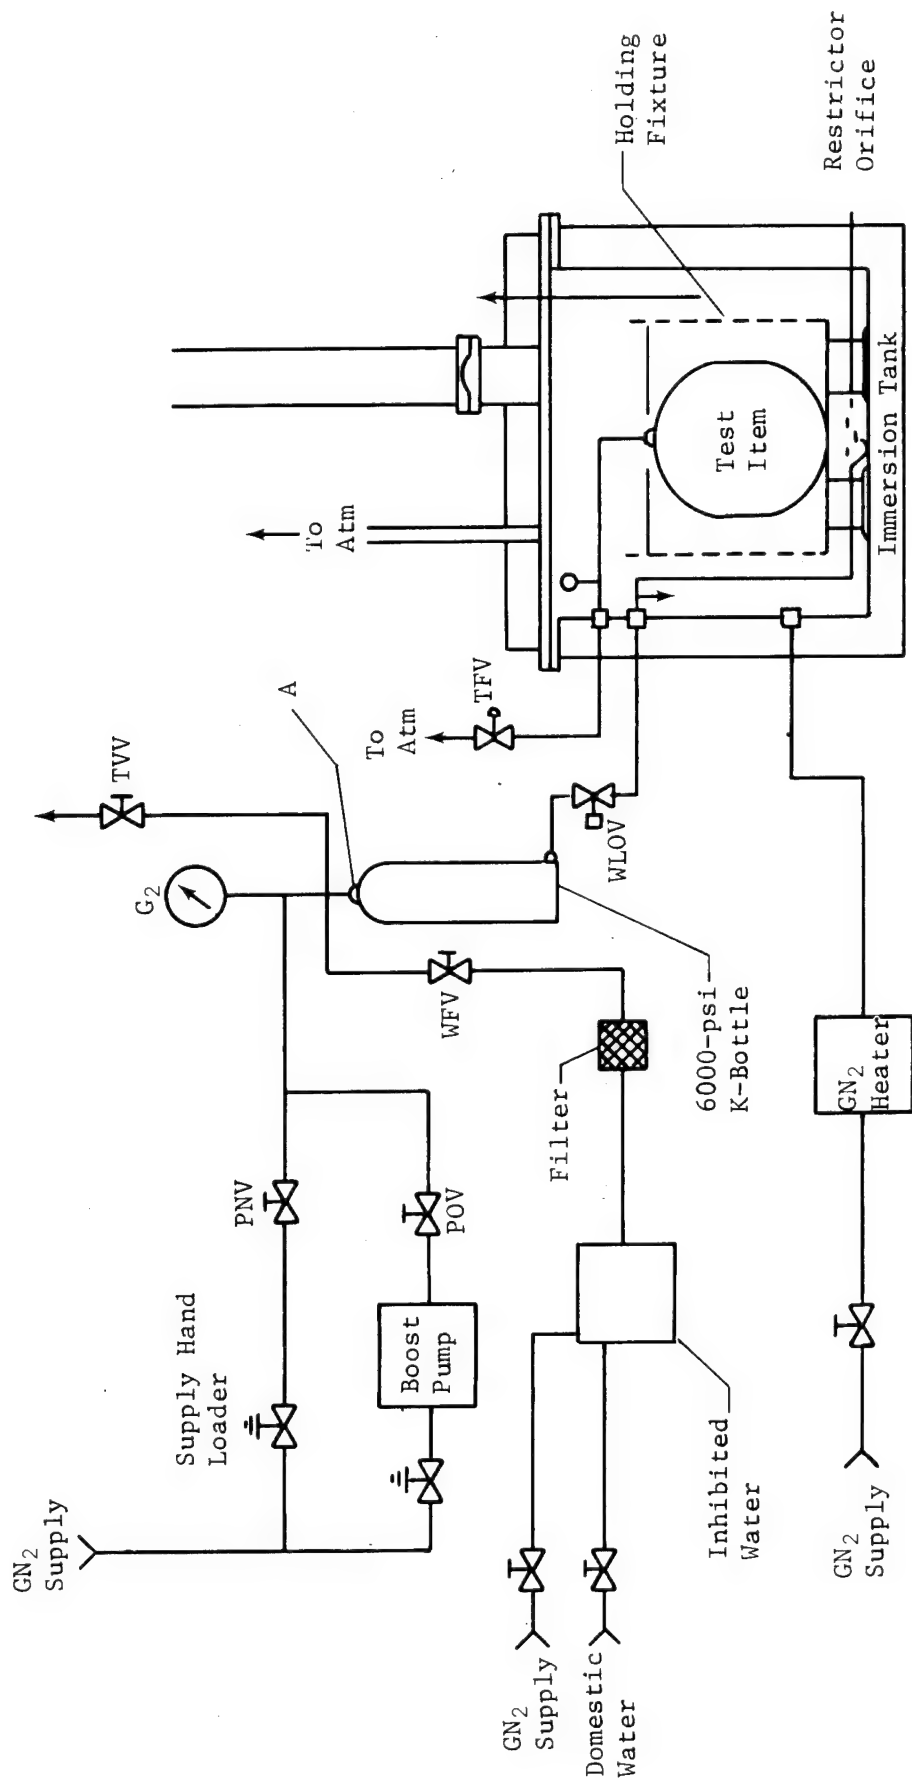 GN2
Supply
Supply Hand
Loader
PNV
Boost
Pump
POV
G2
TVV
A
To
Atm
TFV
To
Atm
WFV
WLOV
Filter
6000-psi
K-Bottle
GN2
Supply
Domestic
Water
Inhibited
Water
GN2
Supply
GN2
Heater
Test
Item
Immersion Tank
Holding
Fixture
Restrictor
Orifice